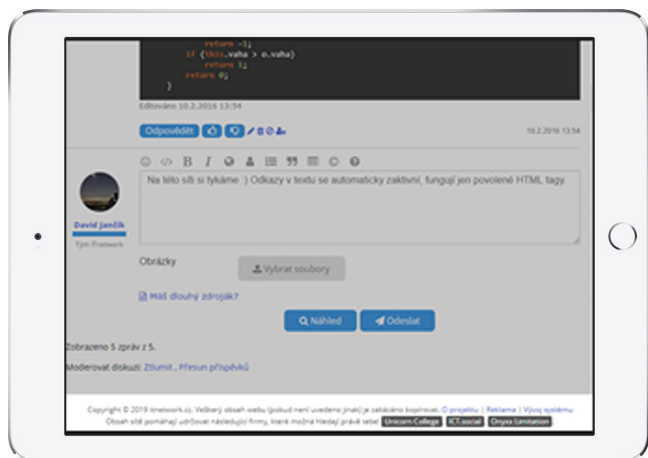 return -1;
if (this.vaha > o.vaha)
return 1;
return 0;
}
Editováno 10.2.2016 13:54
Odpovědět
10.2.2016 13:54
Na této síti si tykáme :) Odkazy v textu se automaticky zaktivní, fungují jen povolené HTML tagy.
David Jančík
Tým ITnetwork
Obrázky
Vybrat soubory
Máš dlouhý zdroják?
Náhled Odeslat
Zobrazeno 5 zpráv z 5.
Moderovat diskuzi: Ztlumit, Přesun příspěvků
Copyright © 2019 itnetwork.cz. Veškerý obsah webu (pokud není uvedeno jinak) je zakázáno kopírovat. O projektu | Reklama | Vývoj systému
Obsah sítě pomáhají udržovat následující firmy, které možná hledají právě tebe! Unicorn College ICT.social Onyxo Limitation